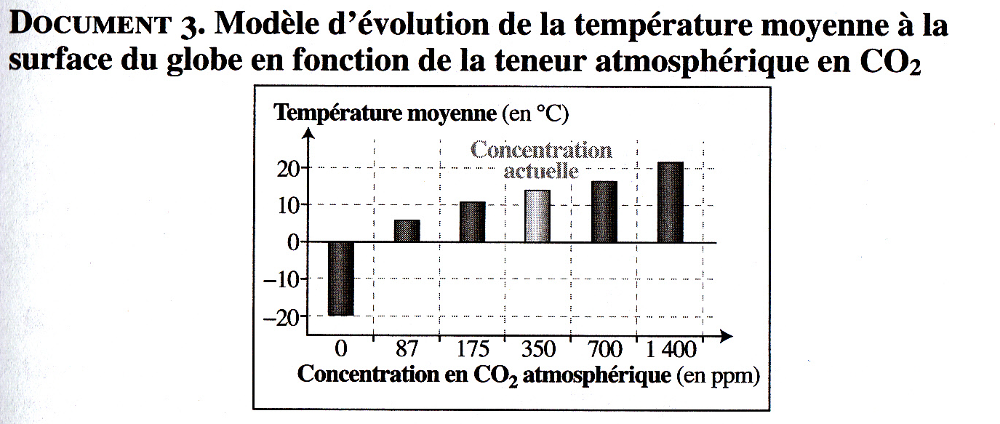 DOCUMENT 3. Modèle d’évolution de la température moyenne à la
surface du globe en fonction de la teneur atmosphérique en CO₂
Température moyenne (en °C)
Concentration
actuelle
20
10
0
–10
–20
0 87 175 350 700 1 400
Concentration en CO₂ atmosphérique (en ppm)